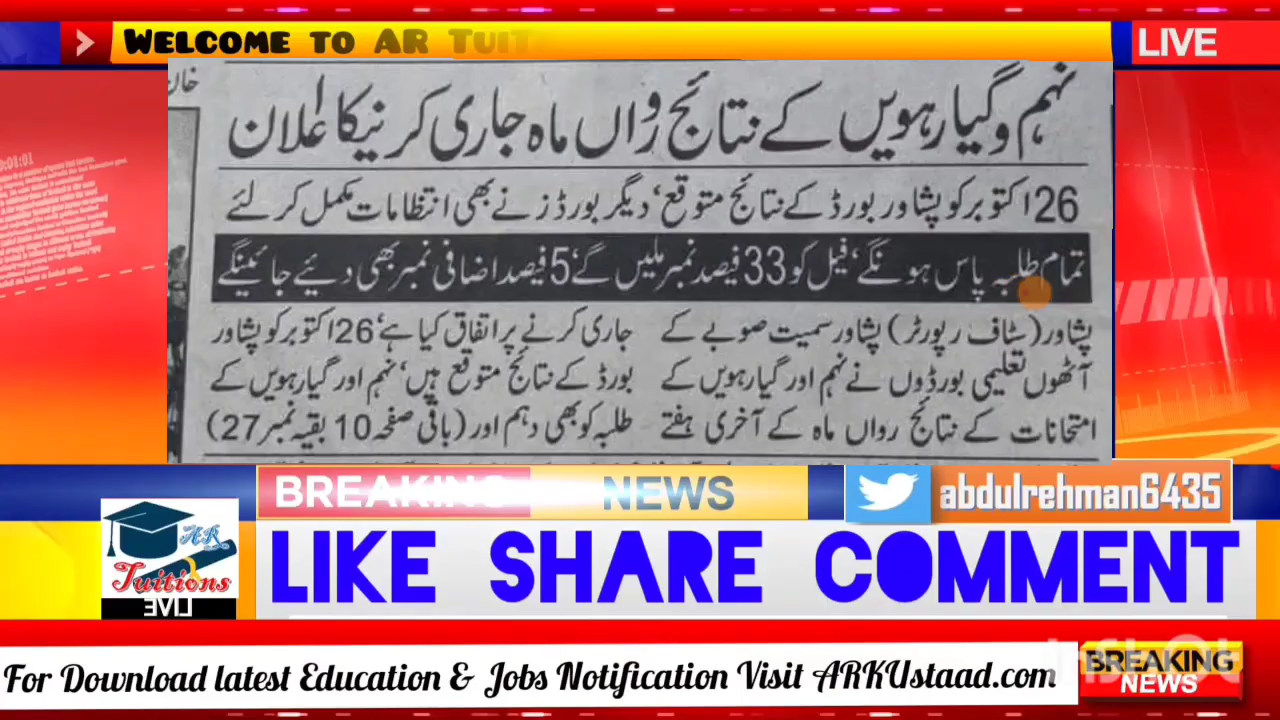 WELCOME TO AR TUIT
LIVE
نہم و گیارہویں کے نتائج رواں ماہ جاری کرنیکا اعلان
26 اکتوبر کو پشاور بورڈ کے نتائج متوقع‘ دیگر بورڈز نے بھی انتظامات مکمل کر لئے
تمام طلبہ پاس ہونگے‘ فیل کو 33 فیصد نمبر ملیں گے‘ 5 فیصد اضافی نمبر بھی دیئے جائینگے
پشاور (سٹاف رپورٹر) پشاور سمیت صوبے کے
آٹھوں تعلیمی بورڈوں نے نہم اور گیارہویں کے
امتحانات کے نتائج رواں ماہ کے آخری ہفتے
جاری کرنے پر اتفاق کیا ہے‘ 26 اکتوبر کو پشاور
بورڈ کے نتائج متوقع ہیں‘ نہم اور گیارہویں کے
طلبہ کو بھی دہم اور (باقی صفحہ 10 بقیہ نمبر 27)
BREAKING NEWS
abdulrehman6435
AR
Tuitions
LIVE
LIKE SHARE COMMENT
For Download latest Education & Jobs Notification Visit ARKUstaad.com
BREAKING
NEWS